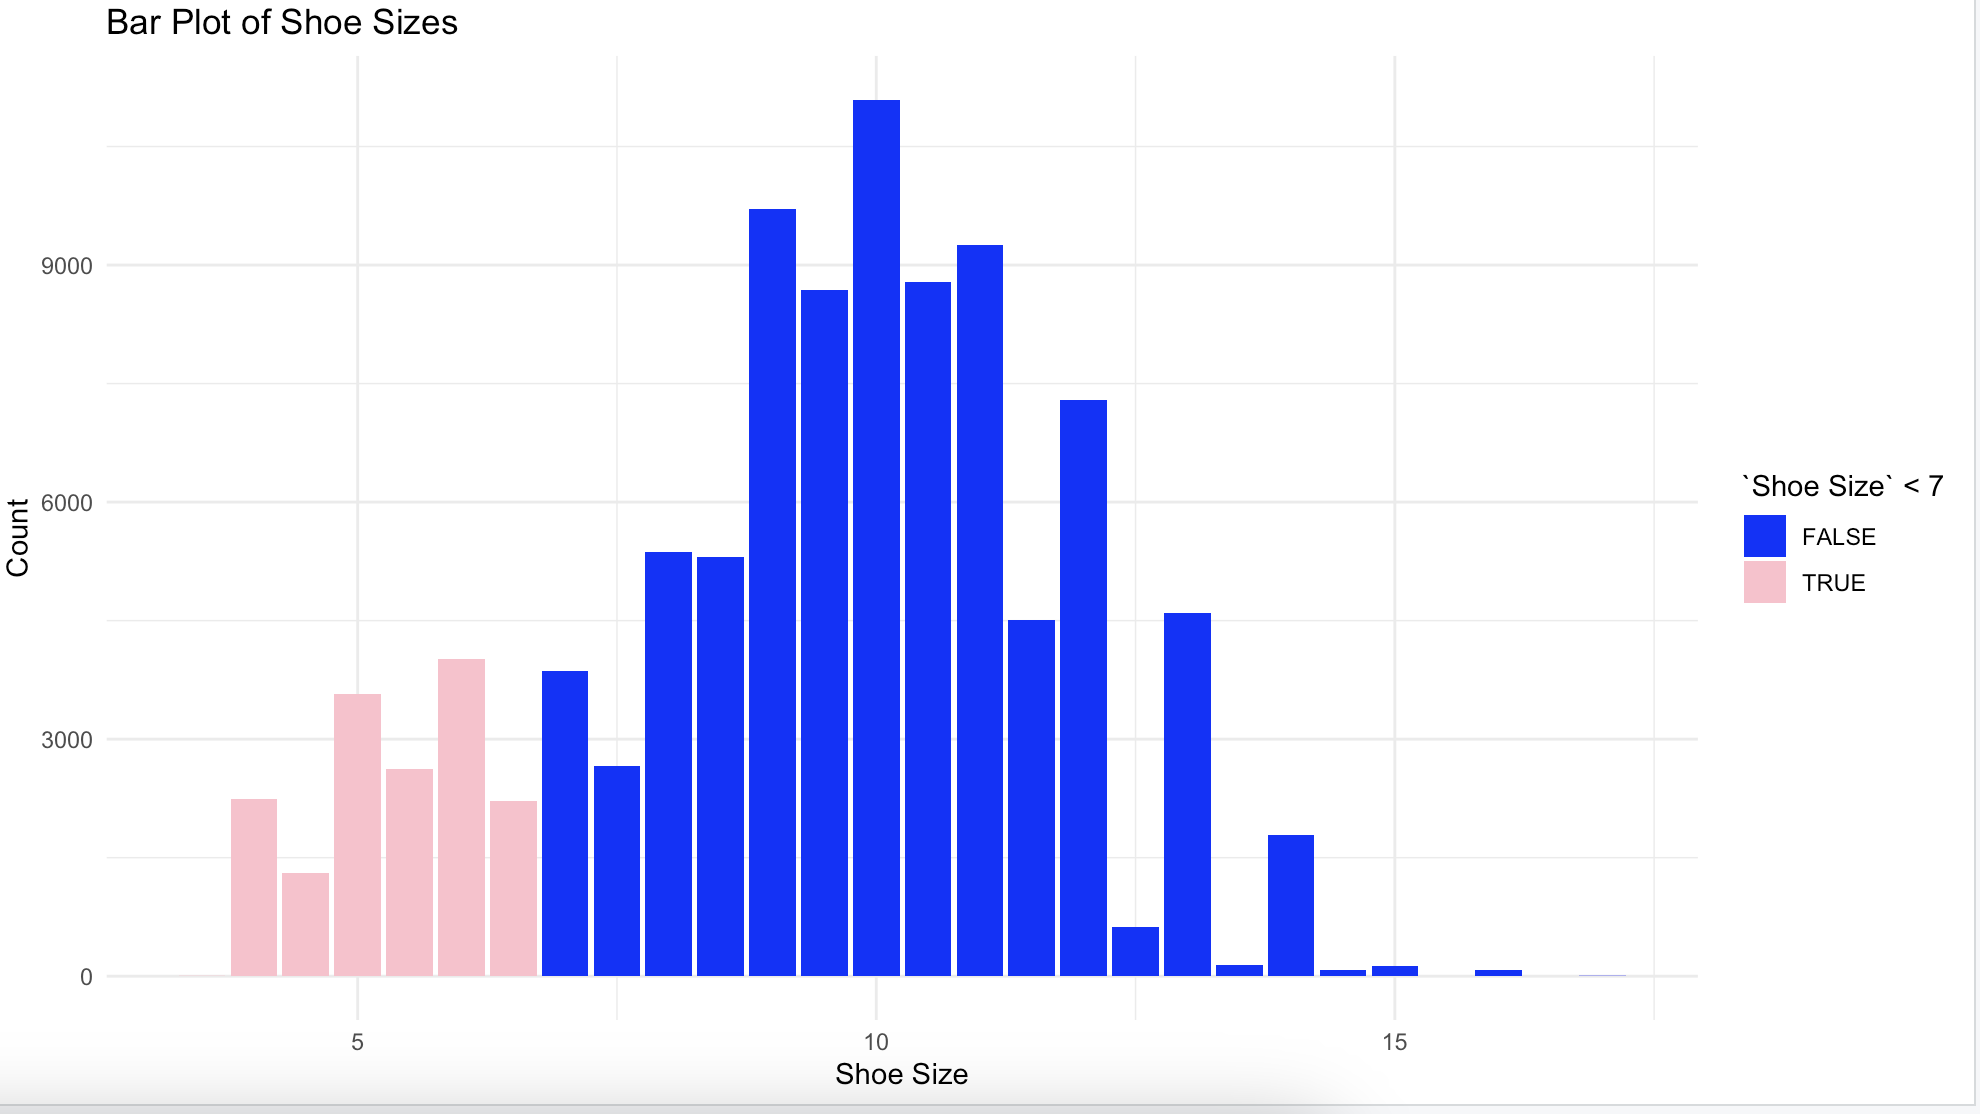 Bar Plot of Shoe Sizes
9000
6000
3000
0
Count
5
10
15
Shoe Size
`Shoe Size` < 7
FALSE
TRUE